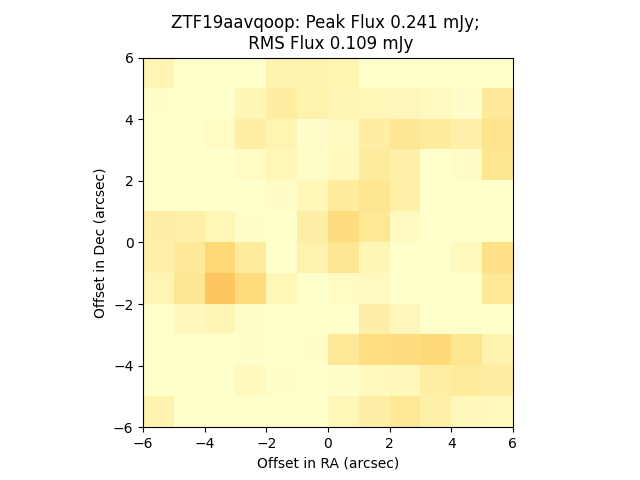 ZTF19aavqoop: Peak Flux 0.241 mJy;
RMS Flux 0.109 mJy
6
4
2
0
−2
−4
−6
Offset in Dec (arcsec)
−6 −4 −2 0 2 4 6
Offset in RA (arcsec)